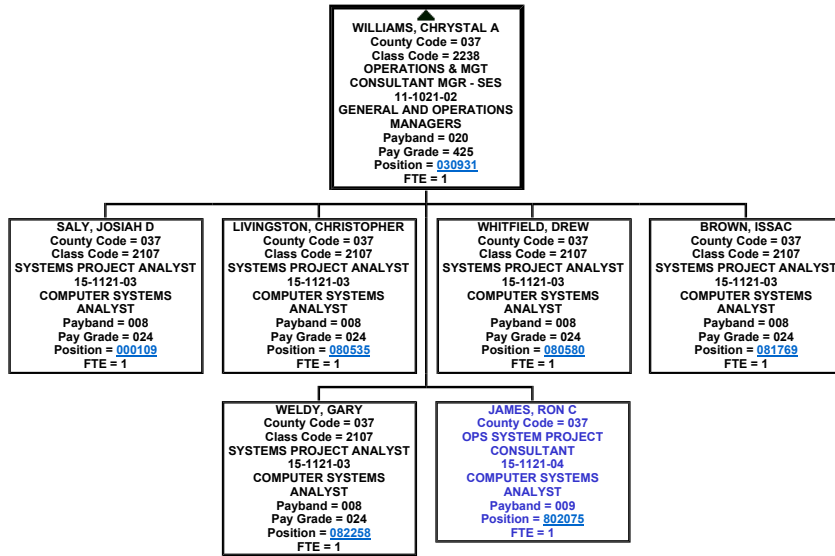 WILLIAMS, CHRYSTAL A
County Code = 037
Class Code = 2238
OPERATIONS & MGT
CONSULTANT MGR - SES
11-1021-02
GENERAL AND OPERATIONS
MANAGERS
Payband = 020
Pay Grade = 425
Position = 030931
FTE = 1
SALY, JOSIAH D
County Code = 037
Class Code = 2107
SYSTEMS PROJECT ANALYST
15-1121-03
COMPUTER SYSTEMS
ANALYST
Payband = 008
Pay Grade = 024
Position = 000109
FTE = 1
LIVINGSTON, CHRISTOPHER
County Code = 037
Class Code = 2107
SYSTEMS PROJECT ANALYST
15-1121-03
COMPUTER SYSTEMS
ANALYST
Payband = 008
Pay Grade = 024
Position = 080535
FTE = 1
WHITFIELD, DREW
County Code = 037
Class Code = 2107
SYSTEMS PROJECT ANALYST
15-1121-03
COMPUTER SYSTEMS
ANALYST
Payband = 008
Pay Grade = 024
Position = 080580
FTE = 1
BROWN, ISSAC
County Code = 037
Class Code = 2107
SYSTEMS PROJECT ANALYST
15-1121-03
COMPUTER SYSTEMS
ANALYST
Payband = 008
Pay Grade = 024
Position = 081769
FTE = 1
WELDY, GARY
County Code = 037
Class Code = 2107
SYSTEMS PROJECT ANALYST
15-1121-03
COMPUTER SYSTEMS
ANALYST
Payband = 008
Pay Grade = 024
Position = 082258
FTE = 1
JAMES, RON C
County Code = 037
OPS SYSTEM PROJECT
CONSULTANT
15-1121-04
COMPUTER SYSTEMS
ANALYST
Payband = 009
Position = 802075
FTE = 1